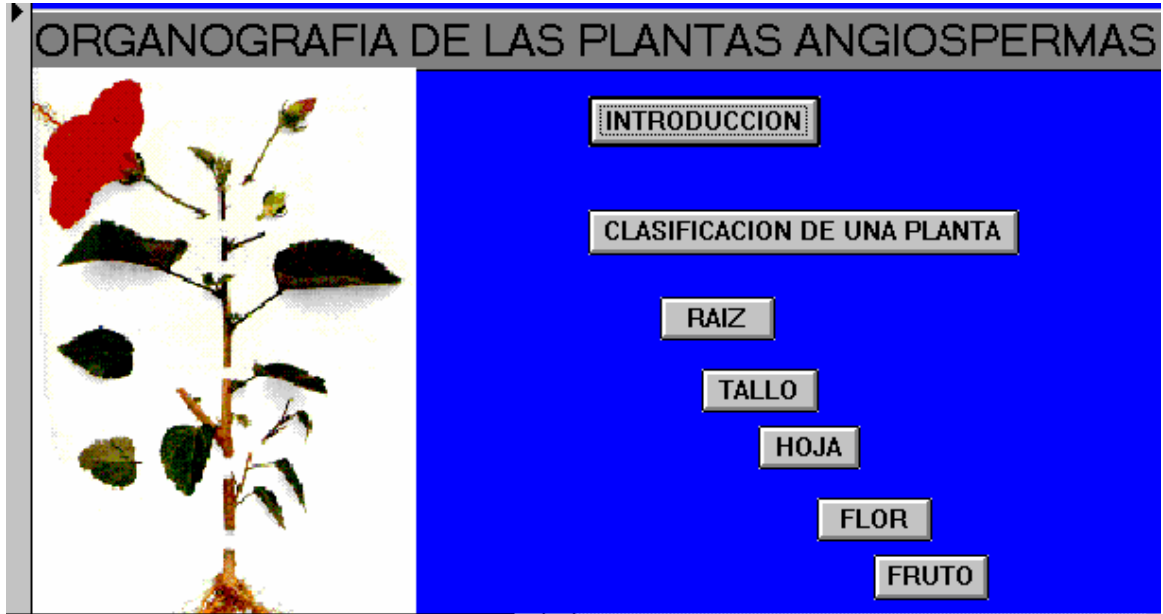 ORGANOGRAFIA DE LAS PLANTAS ANGIOSPERMAS
INTRODUCCION
CLASIFICACION DE UNA PLANTA
RAIZ
TALLO
HOJA
FLOR
FRUTO